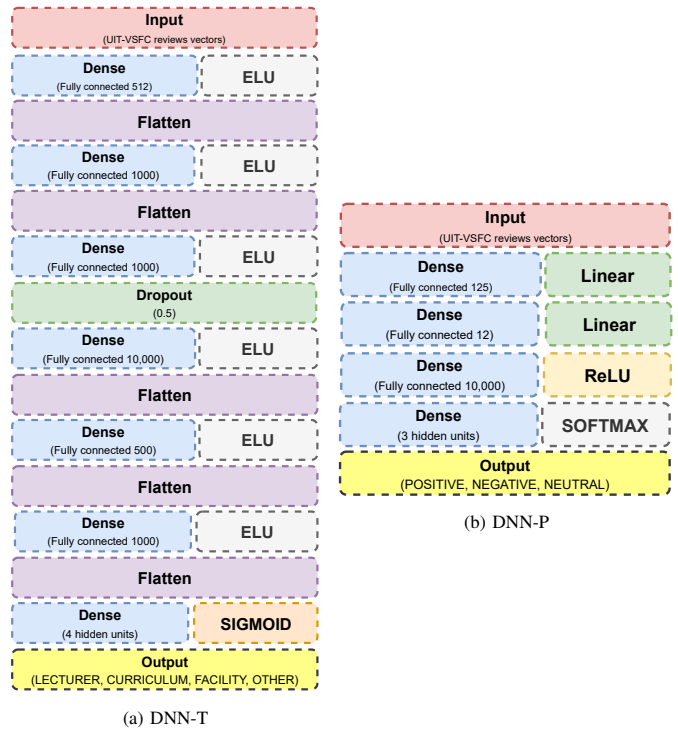 Input
(UIT-VSFC reviews vectors)
Dense
(Fully connected 512)
ELU
Flatten
Dense
(Fully connected 1000)
ELU
Flatten
Dense
(Fully connected 1000)
ELU
Dropout
(0.5)
Dense
(Fully connected 10,000)
ELU
Flatten
Dense
(Fully connected 500)
ELU
Flatten
Dense
(Fully connected 1000)
ELU
Flatten
Dense
(4 hidden units)
SIGMOID
Output
(LECTURER, CURRICULUM, FACILITY, OTHER)
(a) DNN-T
Input
(UIT-VSFC reviews vectors)
Dense
(Fully connected 125)
Linear
Dense
(Fully connected 12)
Linear
Dense
(Fully connected 10,000)
ReLU
Dense
(3 hidden units)
SOFTMAX
Output
(POSITIVE, NEGATIVE, NEUTRAL)
(b) DNN-P